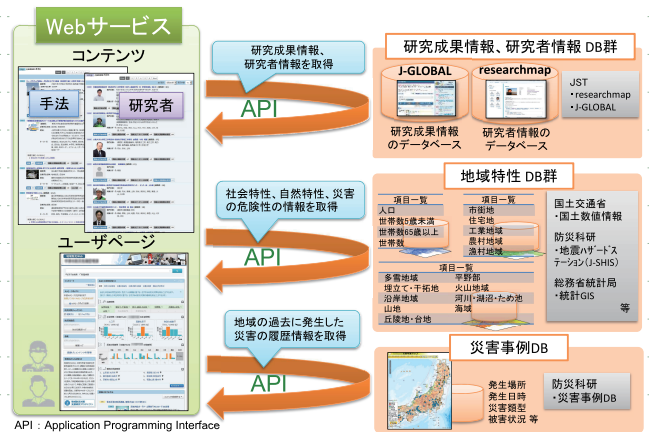 Webサービス
コンテンツ
手法
研究者
ユーザページ
API：Application Programming Interface
研究成果情報、
研究者情報を取得
API
社会特性、自然特性、災害
の危険性の情報を取得
API
地域の過去に発生した
災害の履歴情報を取得
API
研究成果情報、研究者情報 DB群
J-GLOBAL
researchmap
研究成果情報
のデータベース
研究者情報の
データベース
JST
・researchmap
・J-GLOBAL
地域特性 DB群
項目一覧
人口
世帯数5歳未満
世帯数65歳以上
世帯数
項目一覧
市街地
住宅地
工業地域
農村地域
漁村地域
項目一覧
多雪地域 平野部
埋立て・干拓地 火山地域
沿岸地域 河川・湖沼・ため池
山地 海域
丘陵地・台地
国土交通省
・国土数値情報
防災科研
・地震ハザードス
テーション(J-SHIS)
総務省統計局
・統計GIS
等
災害事例DB
発生場所
発生日時
災害類型
被害状況 等
防災科研
・災害事例DB